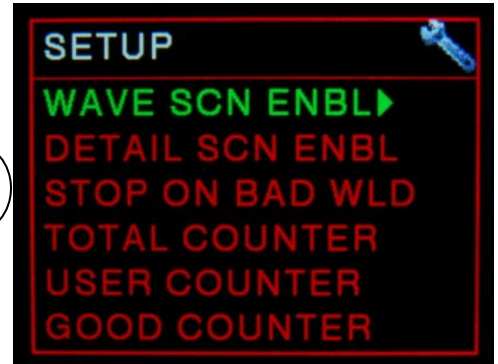 SETUP
WAVE SCN ENBL
DETAIL SCN ENBL
STOP ON BAD WLD
TOTAL COUNTER
USER COUNTER
GOOD COUNTER